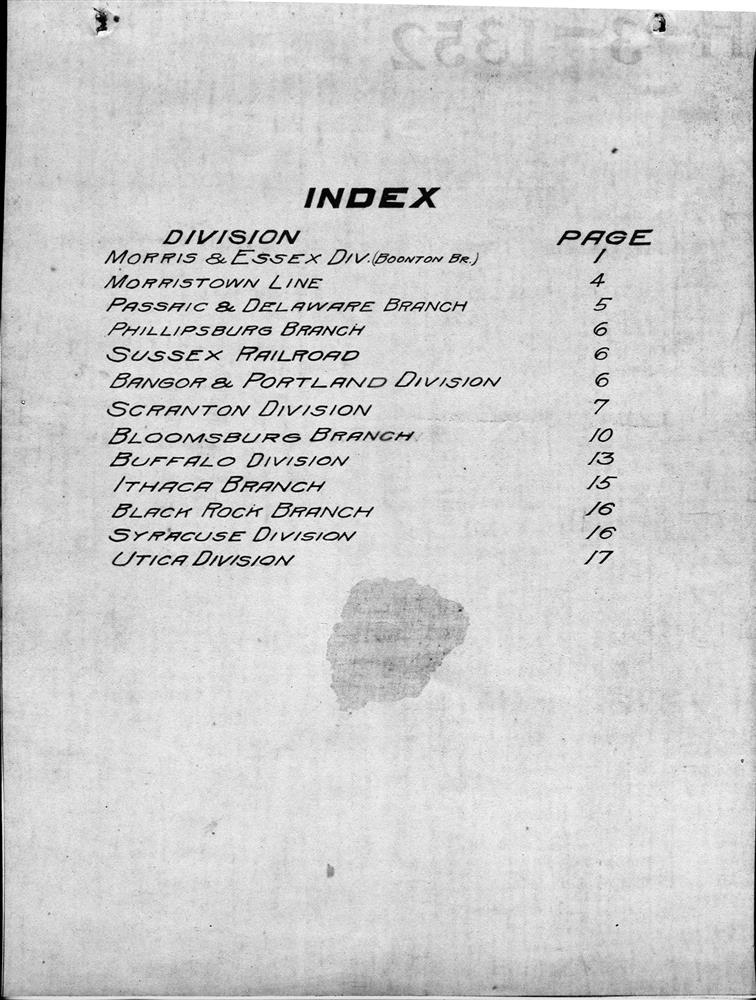 INDEX
DIVISION PAGE
MORRIS & ESSEX DIV. (BOONTON BR.) 1
MORRISTOWN LINE 4
PASSAIC & DELAWARE BRANCH 5
PHILLIPSBURG BRANCH 6
SUSSEX RAILROAD 6
BANGOR & PORTLAND DIVISION 6
SCRANTON DIVISION 7
BLOOMSBURG BRANCH 10
BUFFALO DIVISION 13
ITHACA BRANCH 15
BLACK ROCK BRANCH 16
SYRACUSE DIVISION 16
UTICA DIVISION 17